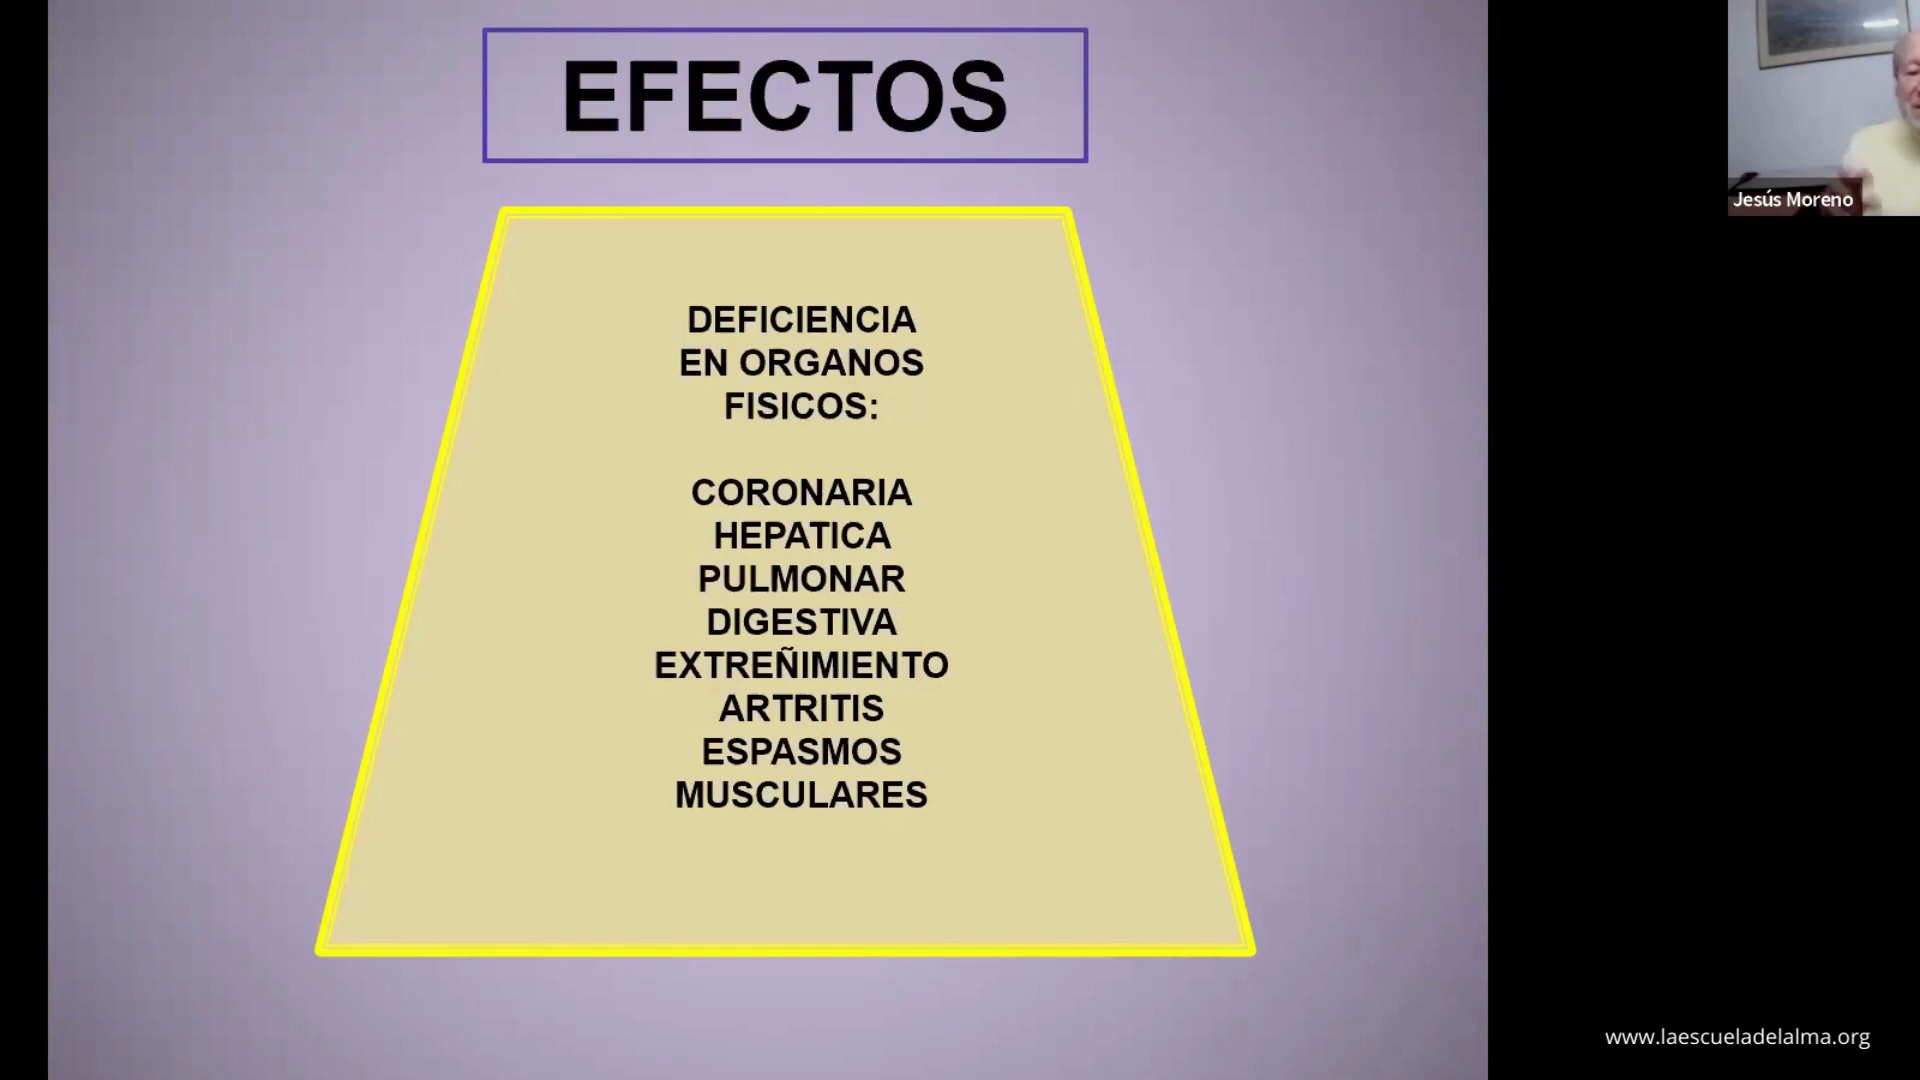 EFECTOS
DEFICIENCIA
EN ORGANOS
FISICOS:
CORONARIA
HEPATICA
PULMONAR
DIGESTIVA
EXTREÑIMIENTO
ARTRITIS
ESPASMOS
MUSCULARES
Jesús Moreno
www.laescueladelalma.org